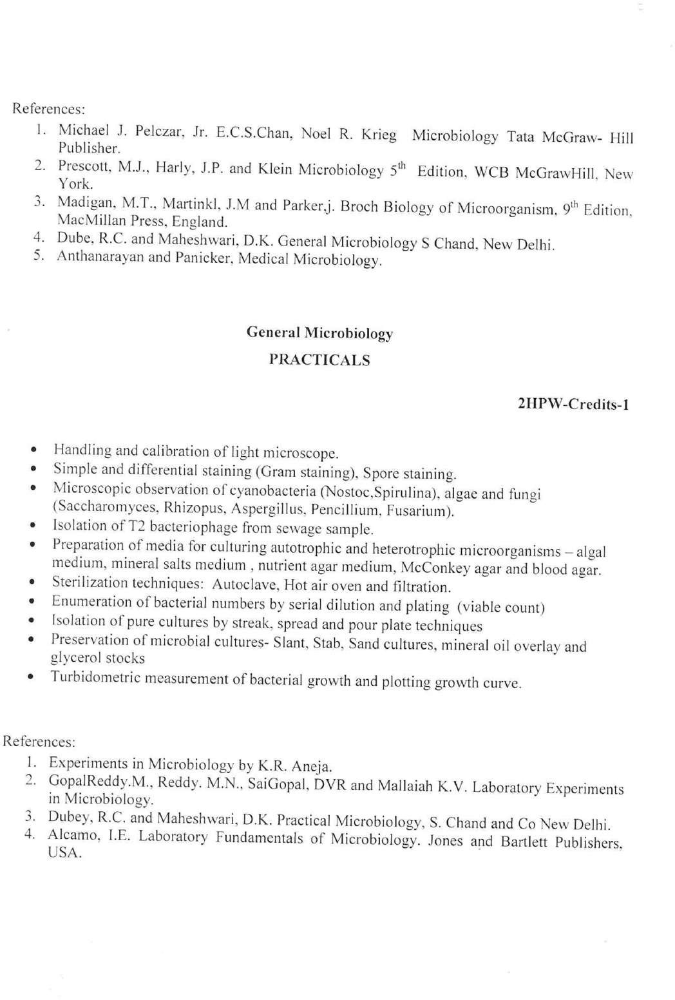 References:
1. Michael J. Pelczar, Jr. E.C.S.Chan, Noel R. Krieg Microbiology Tata McGraw- Hill
Publisher.
2. Prescott, M.J., Harly, J.P. and Klein Microbiology 5th Edition, WCB McGrawHill, New
York.
3. Madigan, M.T., Martinkl, J.M and Parker,j. Broch Biology of Microorganism, 9th Edition,
MacMillan Press, England.
4. Dube, R.C. and Maheshwari, D.K. General Microbiology S Chand, New Delhi.
5. Anthanarayan and Panicker, Medical Microbiology.
General Microbiology
PRACTICALS
2HPW-Credits-1
• Handling and calibration of light microscope.
• Simple and differential staining (Gram staining), Spore staining.
• Microscopic observation of cyanobacteria (Nostoc,Spirulina), algae and fungi
(Saccharomyces, Rhizopus, Aspergillus, Pencillium, Fusarium).
• Isolation of T2 bacteriophage from sewage sample.
• Preparation of media for culturing autotrophic and heterotrophic microorganisms – algal
medium, mineral salts medium , nutrient agar medium, McConkey agar and blood agar.
• Sterilization techniques: Autoclave, Hot air oven and filtration.
• Enumeration of bacterial numbers by serial dilution and plating (viable count)
• Isolation of pure cultures by streak, spread and pour plate techniques
• Preservation of microbial cultures- Slant, Stab, Sand cultures, mineral oil overlay and
glycerol stocks
• Turbidometric measurement of bacterial growth and plotting growth curve.
References:
1. Experiments in Microbiology by K.R. Aneja.
2. GopalReddy.M., Reddy. M.N., SaiGopal, DVR and Mallaiah K.V. Laboratory Experiments
in Microbiology.
3. Dubey, R.C. and Maheshwari, D.K. Practical Microbiology, S. Chand and Co New Delhi.
4. Alcamo, I.E. Laboratory Fundamentals of Microbiology. Jones and Bartlett Publishers,
USA.